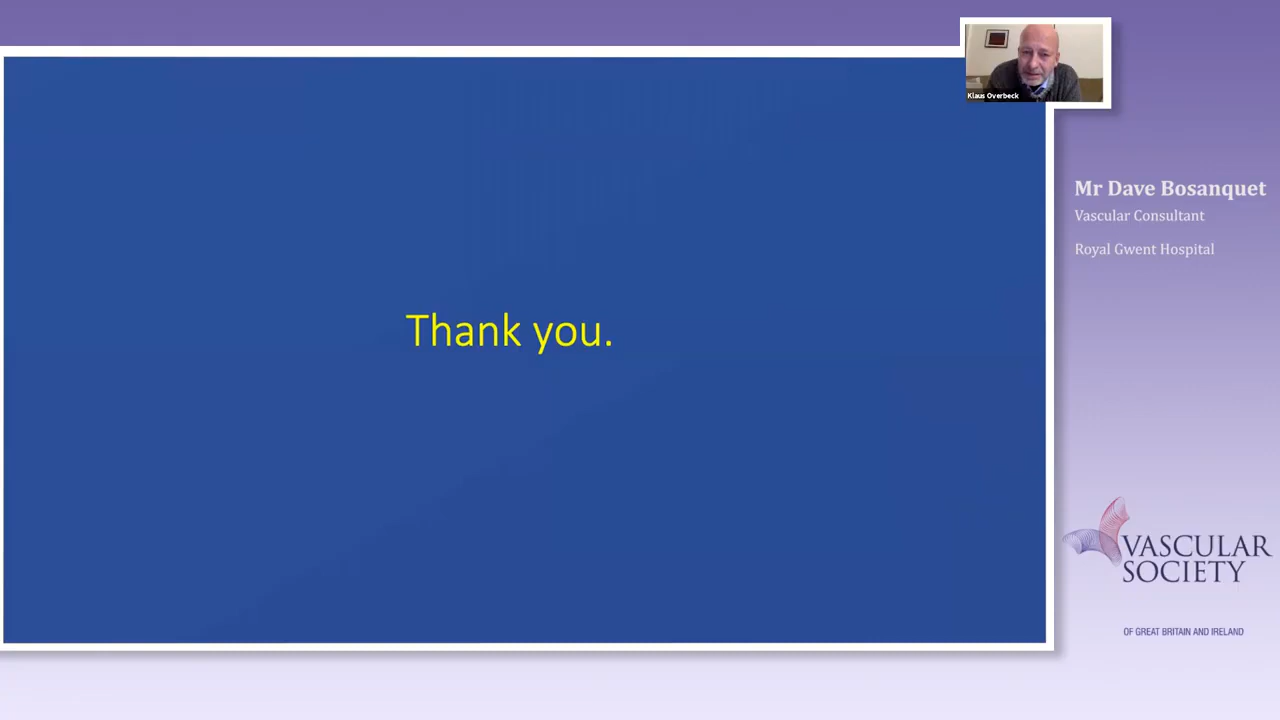 Klaus Overbeck
Mr Dave Bosanquet
Vascular Consultant
Royal Gwent Hospital
Thank you.
VASCULAR
SOCIETY
OF GREAT BRITAIN AND IRELAND